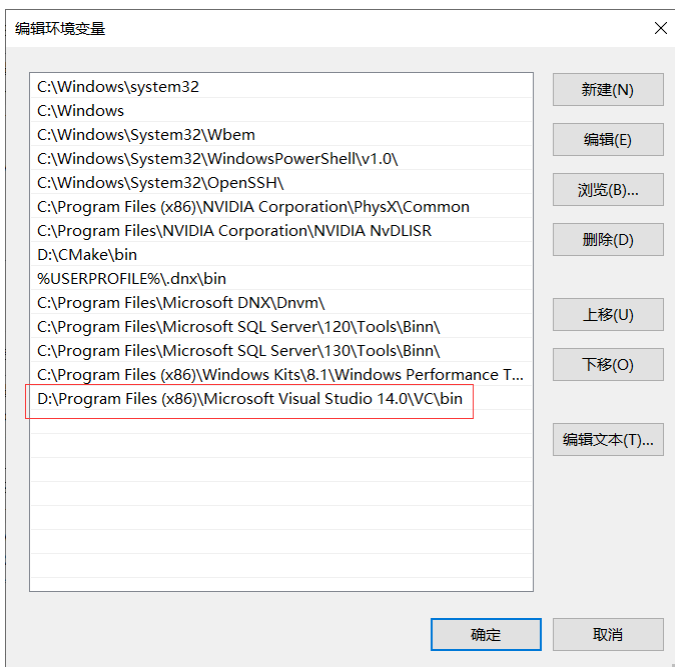 编辑环境变量
C:\Windows\system32
C:\Windows
C:\Windows\System32\Wbem
C:\Windows\System32\WindowsPowerShell\v1.0\
C:\Windows\System32\OpenSSH\
C:\Program Files (x86)\NVIDIA Corporation\PhysX\Common
C:\Program Files\NVIDIA Corporation\NVIDIA NvDLISR
D:\CMake\bin
%USERPROFILE%\.dnx\bin
C:\Program Files\Microsoft DNX\Dnvm\
C:\Program Files\Microsoft SQL Server\120\Tools\Binn\
C:\Program Files\Microsoft SQL Server\130\Tools\Binn\
C:\Program Files (x86)\Windows Kits\8.1\Windows Performance T...
D:\Program Files (x86)\Microsoft Visual Studio 14.0\VC\bin
新建(N)
编辑(E)
浏览(B)...
删除(D)
上移(U)
下移(O)
编辑文本(T)...
确定
取消